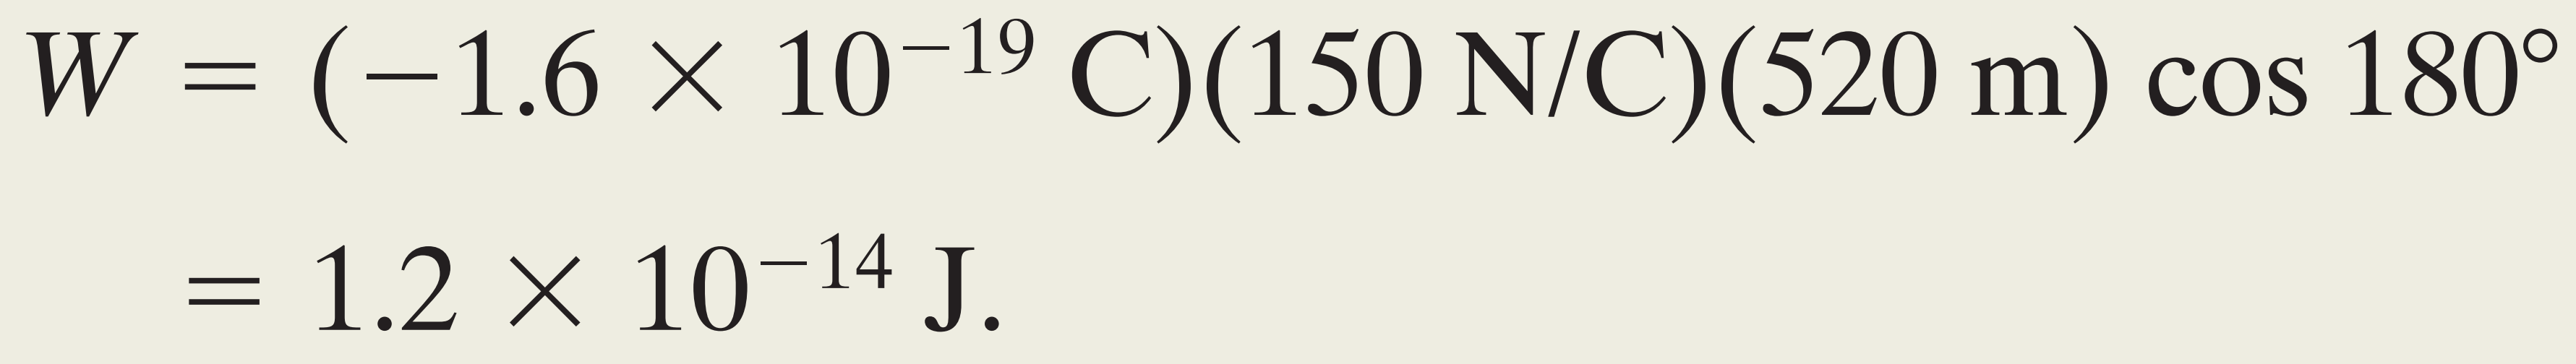 W = (−1.6 × 10⁻¹⁹ C)(150 N/C)(520 m) cos 180°
= 1.2 × 10⁻¹⁴ J.